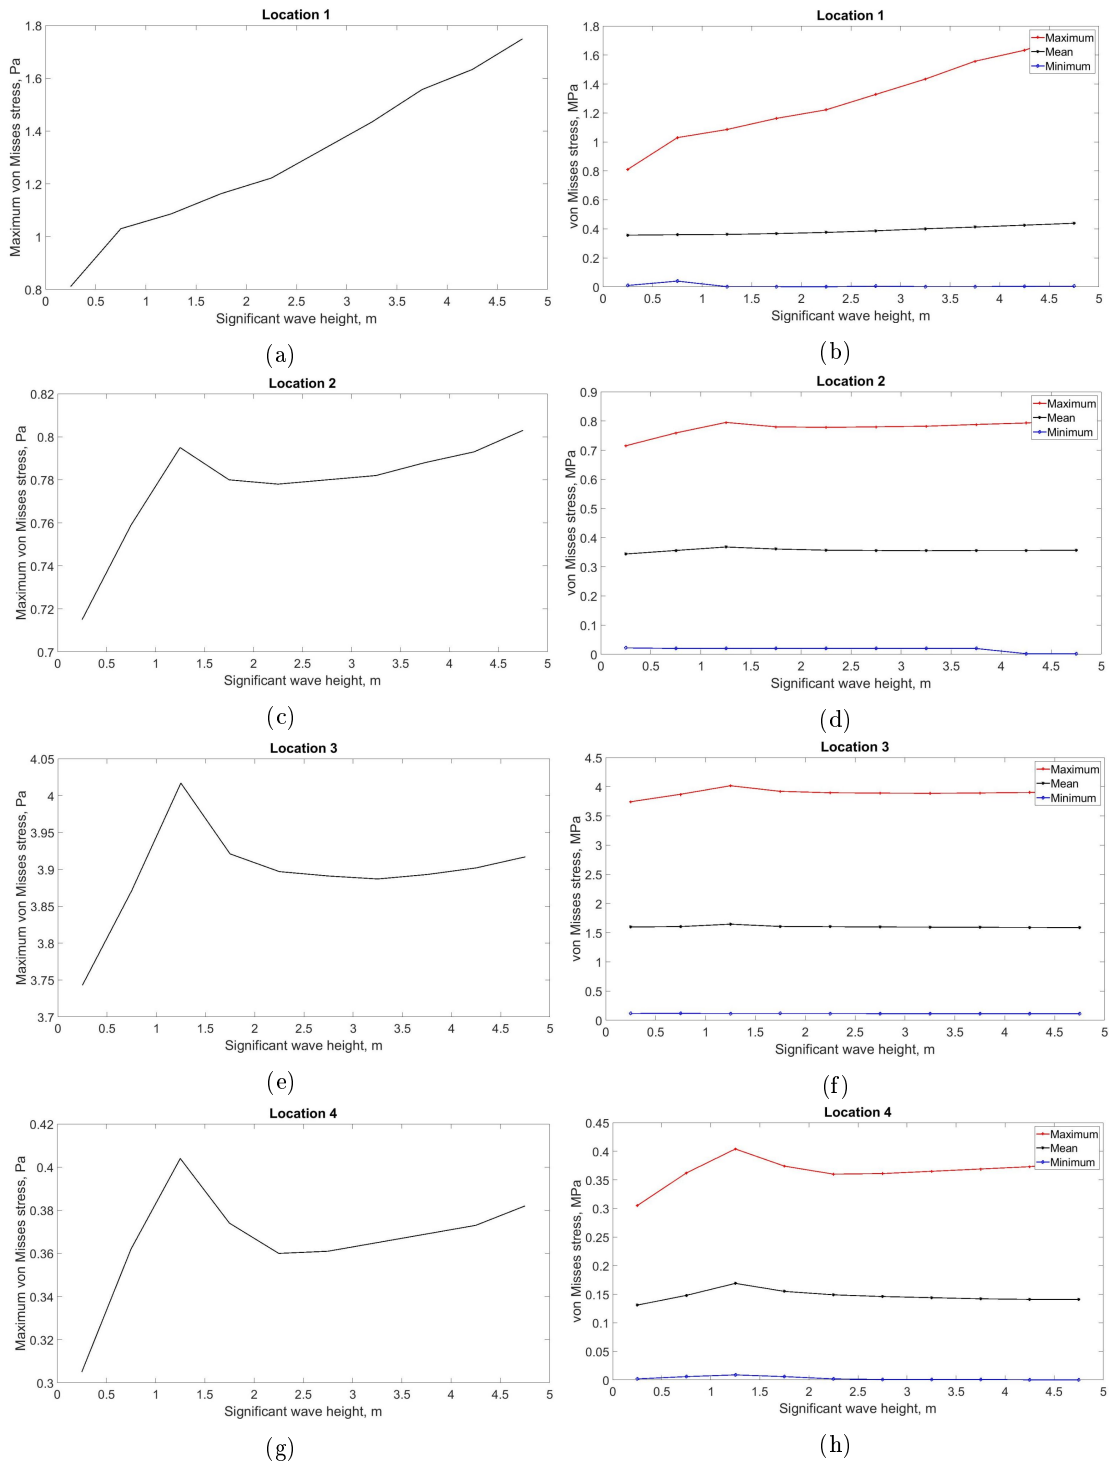 Location 1
Maximum von Misses stress, Pa
1.8
1.6
1.4
1.2
1
0.8
0 0.5 1 1.5 2 2.5 3 3.5 4 4.5 5
Significant wave height, m
(a)
Location 1
von Misses stress, MPa
1.8
1.6
1.4
1.2
1
0.8
0.6
0.4
0.2
0
0 0.5 1 1.5 2 2.5 3 3.5 4 4.5 5
Significant wave height, m
Maximum
Mean
Minimum
(b)
Location 2
Maximum von Misses stress, Pa
0.82
0.8
0.78
0.76
0.74
0.72
0.7
0 0.5 1 1.5 2 2.5 3 3.5 4 4.5 5
Significant wave height, m
(c)
Location 2
von Misses stress, MPa
0.9
0.8
0.7
0.6
0.5
0.4
0.3
0.2
0.1
0
0 0.5 1 1.5 2 2.5 3 3.5 4 4.5 5
Significant wave height, m
Maximum
Mean
Minimum
(d)
Location 3
Maximum von Misses stress, Pa
4.05
4
3.95
3.9
3.85
3.8
3.75
3.7
0 0.5 1 1.5 2 2.5 3 3.5 4 4.5 5
Significant wave height, m
(e)
Location 3
von Misses stress, MPa
4.5
4
3.5
3
2.5
2
1.5
1
0.5
0
0 0.5 1 1.5 2 2.5 3 3.5 4 4.5 5
Significant wave height, m
Maximum
Mean
Minimum
(f)
Location 4
Maximum von Misses stress, Pa
0.42
0.4
0.38
0.36
0.34
0.32
0.3
0 0.5 1 1.5 2 2.5 3 3.5 4 4.5 5
Significant wave height, m
(g)
Location 4
von Misses stress, MPa
0.45
0.4
0.35
0.3
0.25
0.2
0.15
0.1
0.05
0
0 0.5 1 1.5 2 2.5 3 3.5 4 4.5 5
Significant wave height, m
Maximum
Mean
Minimum
(h)